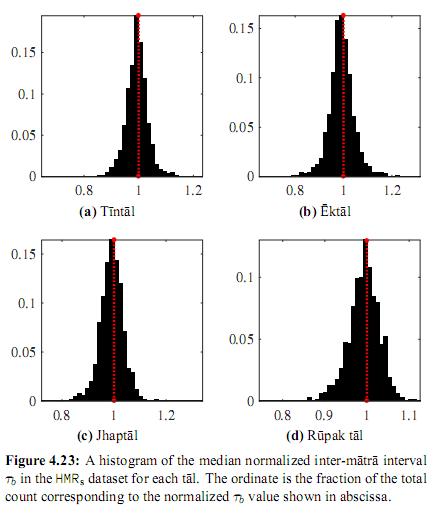 0.15
0.1
0.05
0
0.8 1 1.2
(a) Tīntāl
0.15
0.1
0.05
0
0.8 1 1.2
(b) Ēktāl
0.15
0.1
0.05
0
0.8 1 1.2
(c) Jhaptāl
0.1
0.05
0
0.8 0.9 1 1.1
(d) Rūpak tāl
Figure 4.23: A histogram of the median normalized inter-mātrā interval
τb in the HMRs dataset for each tāl. The ordinate is the fraction of the total
count corresponding to the normalized τb value shown in abscissa.